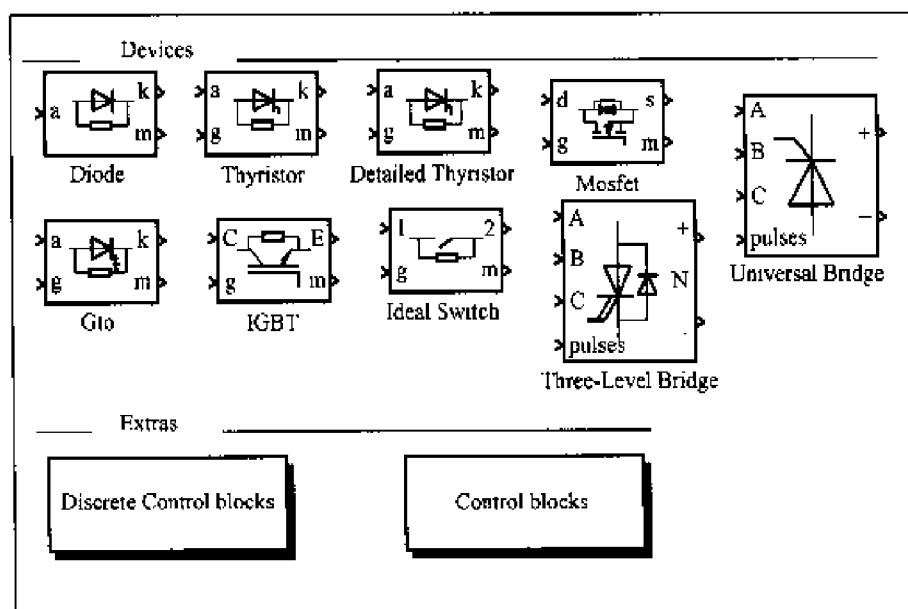 Devices
a k m
Diode
a k g m
Thyristor
a k g m
Detailed Thyristor
d s g m
Mosfet
A B C pulses + −
Universal Bridge
a k g m
Gto
C E g m
IGBT
1 2 g m
Ideal Switch
A B C pulses + N −
Three-Level Bridge
Extras
Discrete Control blocks
Control blocks